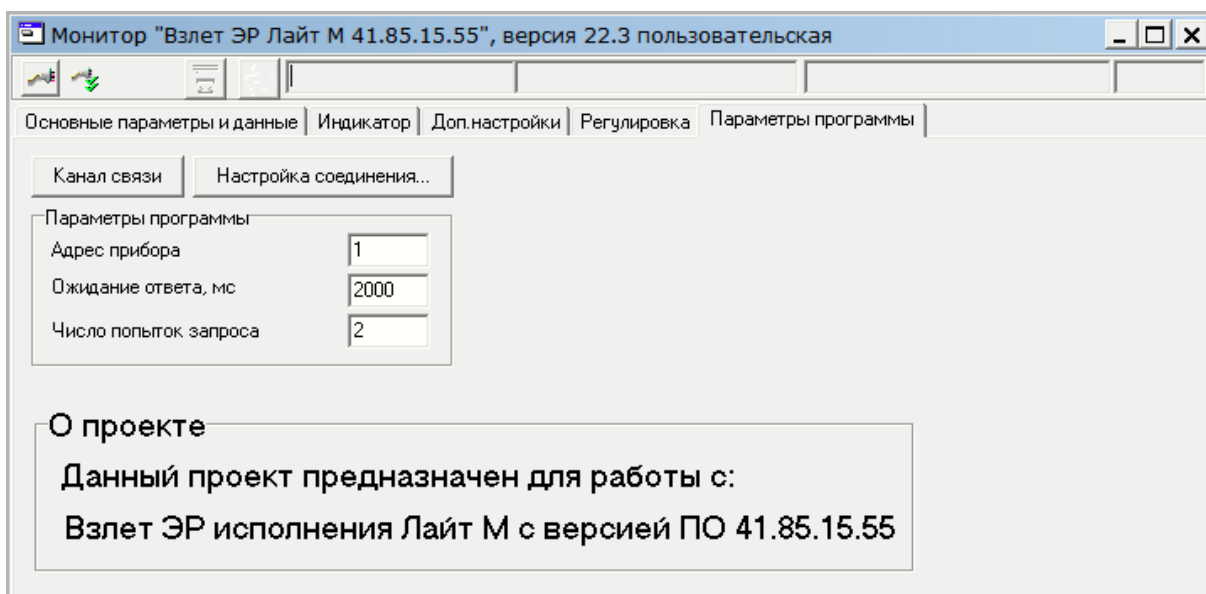 Монитор "Взлет ЭР Лайт М 41.85.15.55", версия 22.3 пользовательская
Основные параметры и данные Индикатор Доп.настройки Регулировка Параметры программы
Канал связи Настройка соединения...
Параметры программы
Адрес прибора 1
Ожидание ответа, мс 2000
Число попыток запроса 2
О проекте
Данный проект предназначен для работы с:
Взлет ЭР исполнения Лайт М с версией ПО 41.85.15.55